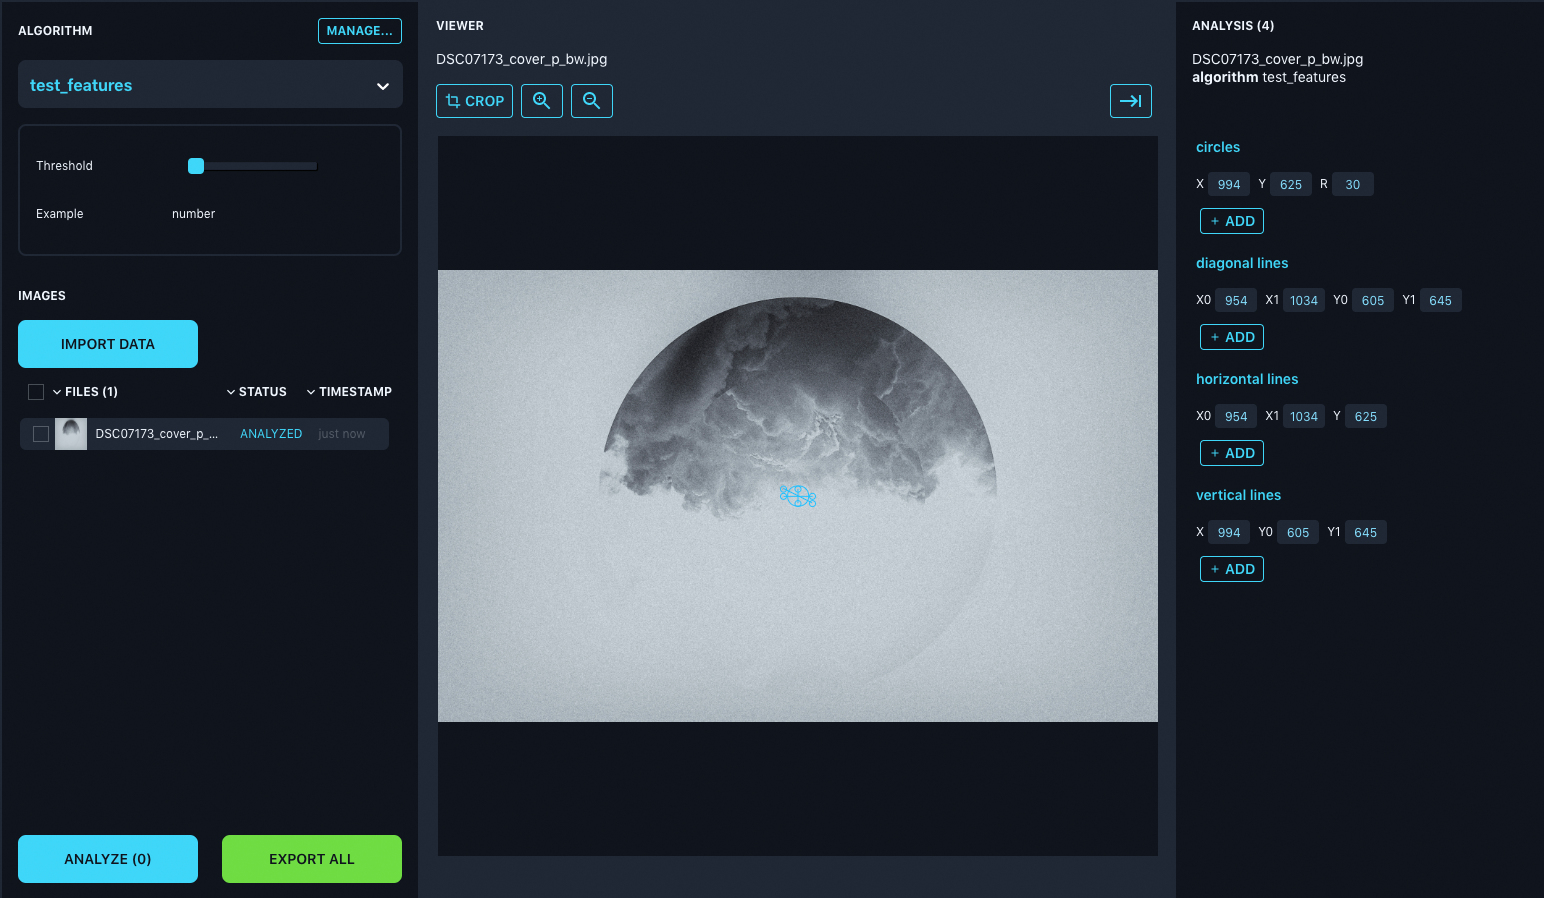 ALGORITHM
MANAGE...
test_features
Threshold
Example number
IMAGES
IMPORT DATA
FILES (1) STATUS TIMESTAMP
DSC07173_cover_p_... ANALYZED just now
ANALYZE (0) EXPORT ALL
VIEWER
DSC07173_cover_p_bw.jpg
CROP
ANALYSIS (4)
DSC07173_cover_p_bw.jpg
algorithm test_features
circles
X 994 Y 625 R 30
+ ADD
diagonal lines
X0 954 X1 1034 Y0 605 Y1 645
+ ADD
horizontal lines
X0 954 X1 1034 Y 625
+ ADD
vertical lines
X 994 Y0 605 Y1 645
+ ADD